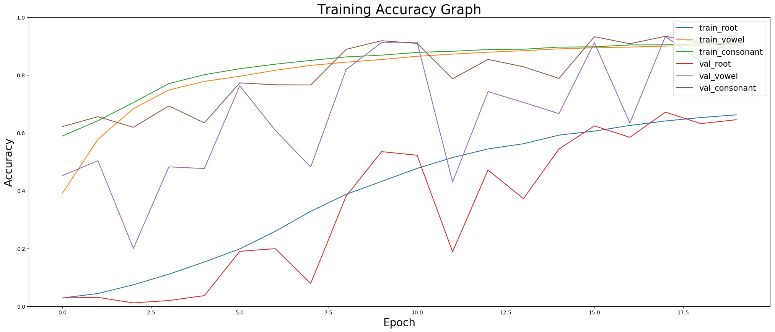 Training Accuracy Graph
1.0
0.8
0.6
0.4
0.2
0.0
Accuracy
train_root
train_vowel
train_consonant
val_root
val_vowel
val_consonant
0.0 2.5 5.0 7.5 10.0 12.5 15.0 17.5
Epoch